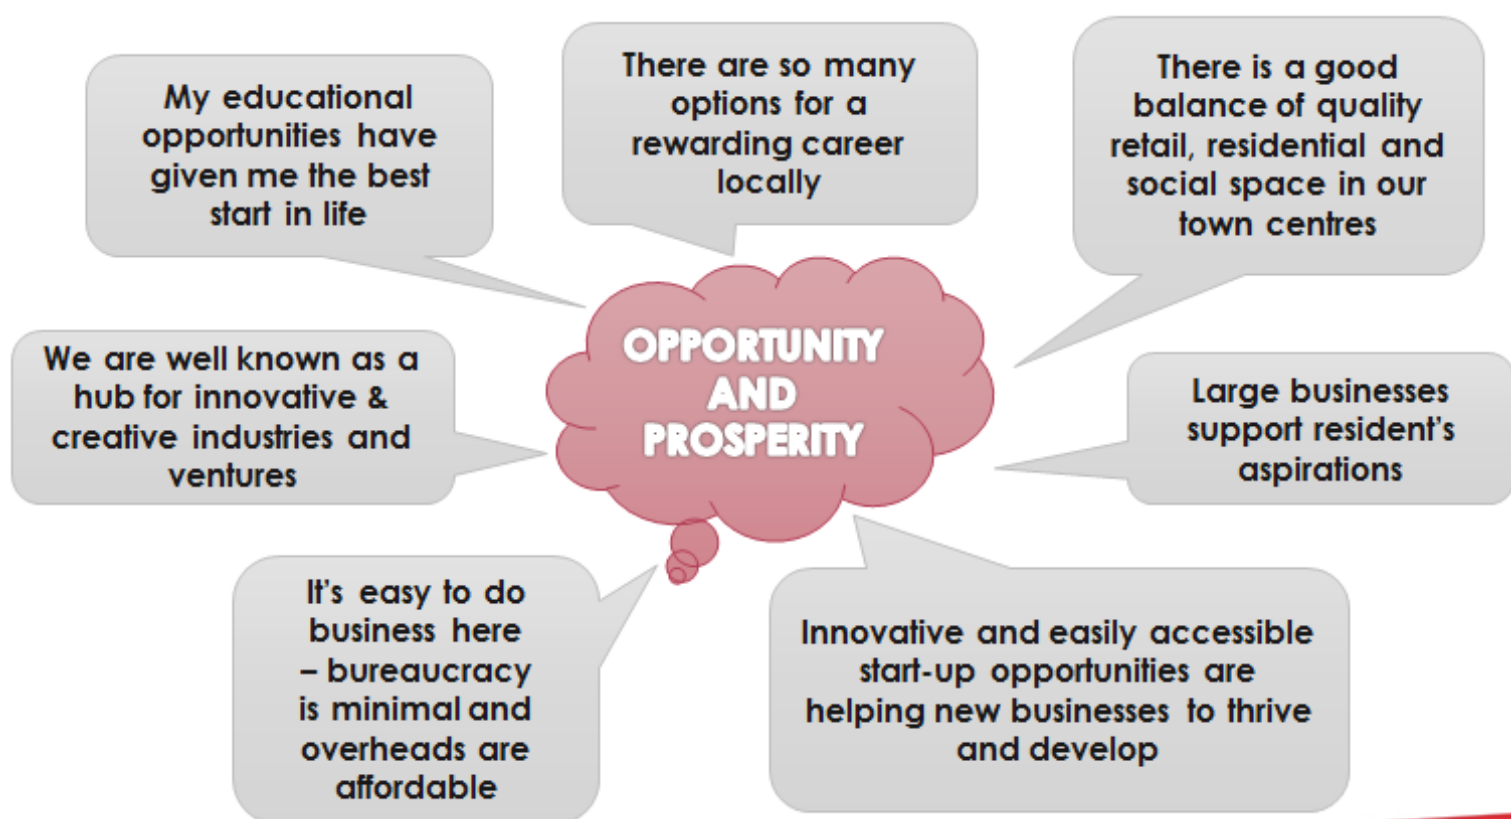 My educational
opportunities have
given me the best
start in life
There are so many
options for a
rewarding career
locally
There is a good
balance of quality
retail, residential and
social space in our
town centres
We are well known as a
hub for innovative &
creative industries and
ventures
OPPORTUNITY
AND
PROSPERITY
Large businesses
support resident's
aspirations
It's easy to do
business here
– bureaucracy
is minimal and
overheads are
affordable
Innovative and easily accessible
start-up opportunities are
helping new businesses to thrive
and develop